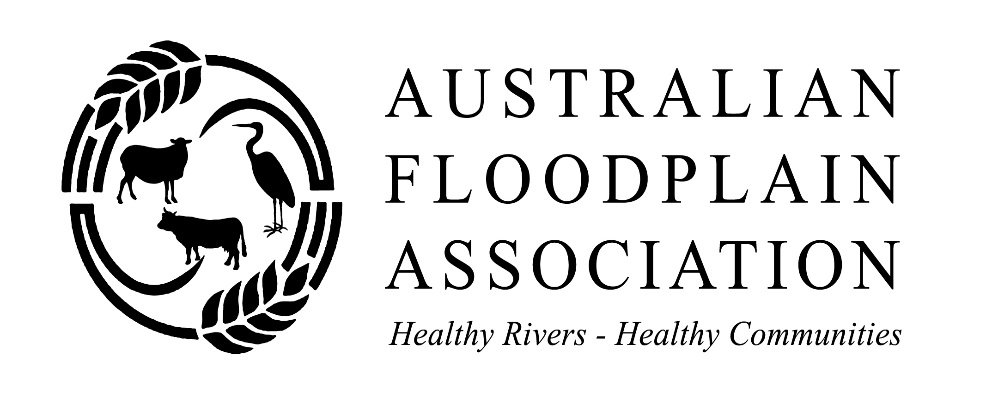 AUSTRALIAN
FLOODPLAIN
ASSOCIATION
Healthy Rivers - Healthy Communities